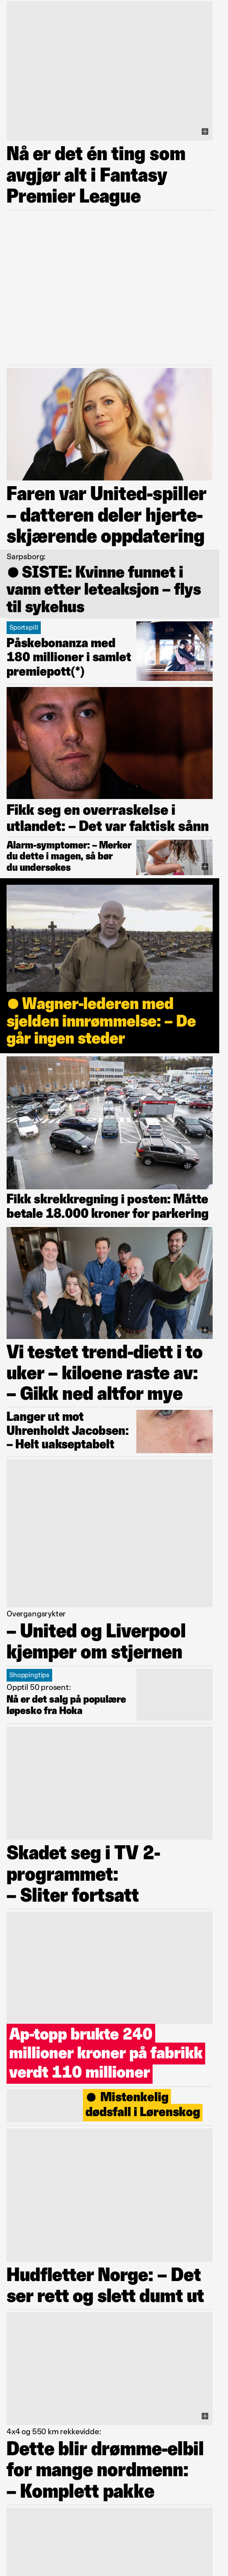 Nå er det én ting som
avgjør alt i Fantasy
Premier League
Faren var United-spiller
– datteren deler hjerte-
skjærende oppdatering
Sarpsborg:
SISTE: Kvinne funnet i
vann etter leteaksjon – flys
til sykehus
Sportsspill
Påskebonanza med
180 millioner i samlet
premiepott(*)
Fikk seg en overraskelse i
utlandet: – Det var faktisk sånn
Alarm-symptomer: – Merker
du dette i magen, så bør
du undersøkes
Wagner-lederen med
sjelden innrømmelse: – De
går ingen steder
Fikk skrekkregning i posten: Måtte
betale 18.000 kroner for parkering
Vi testet trend-diett i to
uker – kiloene raste av:
– Gikk ned altfor mye
Langer ut mot
Uhrenholdt Jacobsen:
– Helt uakseptabelt
Overgangsrykter
– United og Liverpool
kjemper om stjernen
Shoppingtips
Opptil 50 prosent:
Nå er det salg på populære
løpesko fra Hoka
Skadet seg i TV 2-
programmet:
– Sliter fortsatt
Ap-topp brukte 240
millioner kroner på fabrikk
verdt 110 millioner
Mistenkelig
dødsfall i Lørenskog
Hudfletter Norge: – Det
ser rett og slett dumt ut
4x4 og 550 km rekkevidde:
Dette blir drømme-elbil
for mange nordmenn:
– Komplett pakke